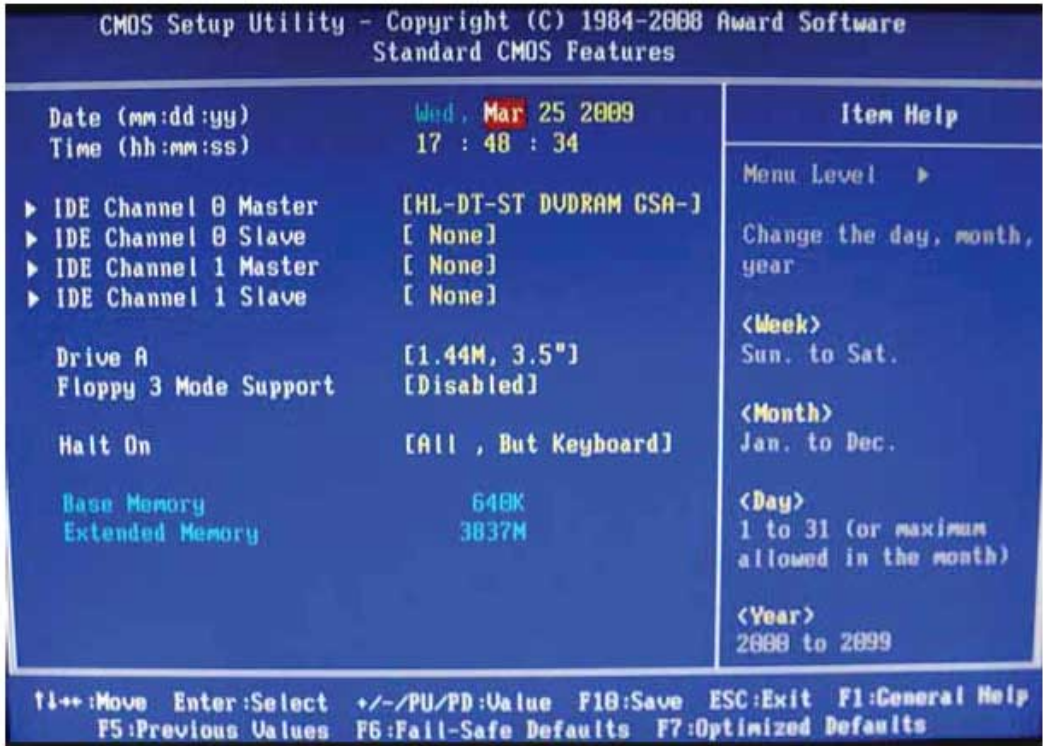 CMOS Setup Utility - Copyright (C) 1984-2008 Award Software
Standard CMOS Features
Date (mm:dd:yy) Wed, Mar 25 2009
Time (hh:mm:ss) 17 : 48 : 34
IDE Channel 0 Master [HL-DT-ST DVDRAM GSA-]
IDE Channel 0 Slave [ None]
IDE Channel 1 Master [ None]
IDE Channel 1 Slave [ None]
Drive A [1.44M, 3.5"]
Floppy 3 Mode Support [Disabled]
Halt On [All , But Keyboard]
Base Memory 640K
Extended Memory 3837M
Item Help
Menu Level ▶
Change the day, month,
year
<Week>
Sun. to Sat.
<Month>
Jan. to Dec.
<Day>
1 to 31 (or maximum
allowed in the month)
<Year>
2000 to 2099
↑↓→←:Move Enter:Select +/-/PU/PD:Value F10:Save ESC:Exit F1:General Help
F5:Previous Values F6:Fail-Safe Defaults F7:Optimized Defaults